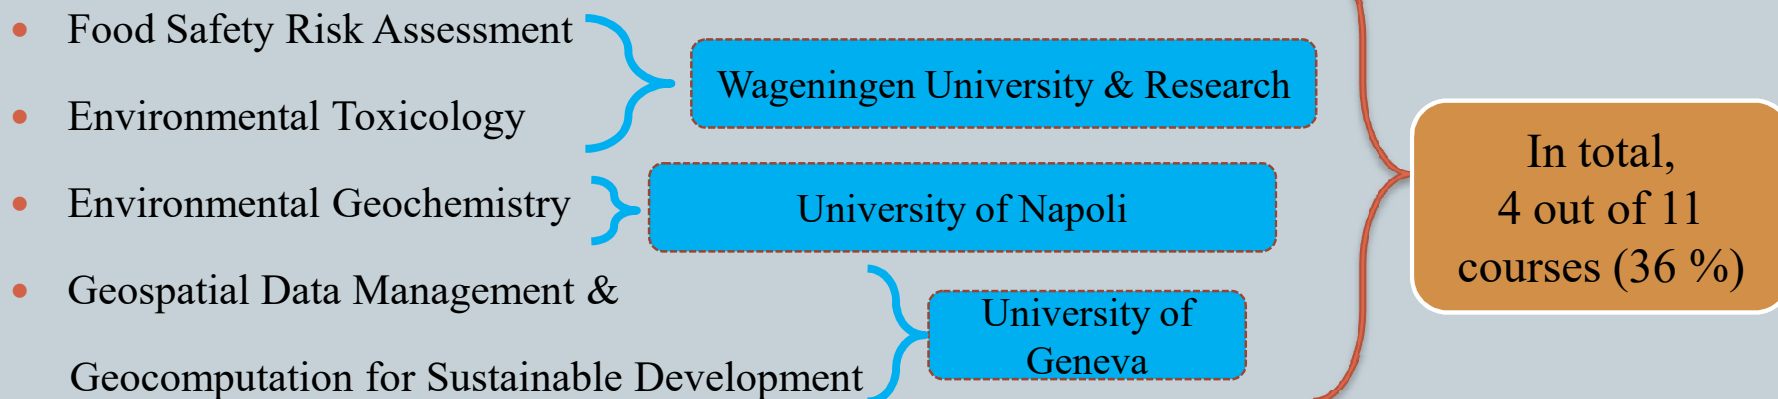 • Food Safety Risk Assessment
• Environmental Toxicology
• Environmental Geochemistry
• Geospatial Data Management &
Geocomputation for Sustainable Development
Wageningen University & Research
University of Napoli
University of
Geneva
In total,
4 out of 11
courses (36 %)